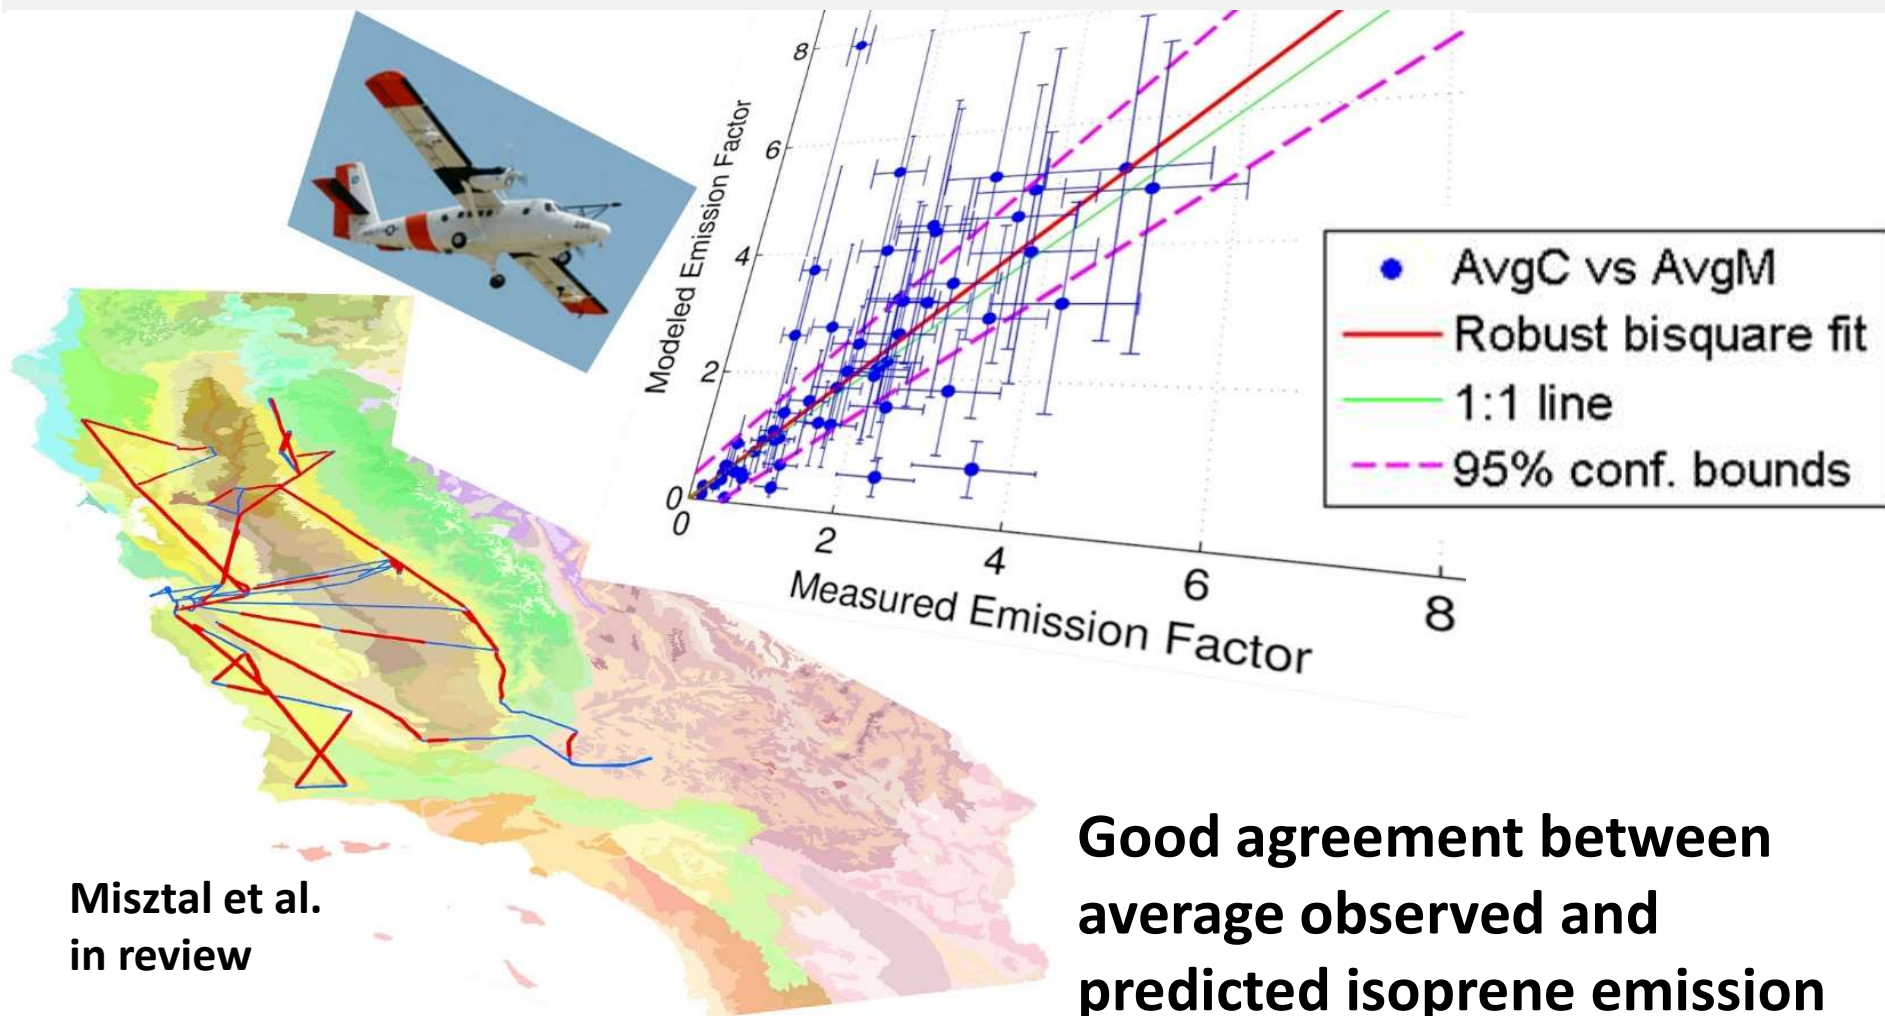 8
6
4
2
0
Modeled Emission Factor
0
2
4
6
8
Measured Emission Factor
AvgC vs AvgM
Robust bisquare fit
1:1 line
95% conf. bounds
Misztal et al.
in review
Good agreement between
average observed and
predicted isoprene emission